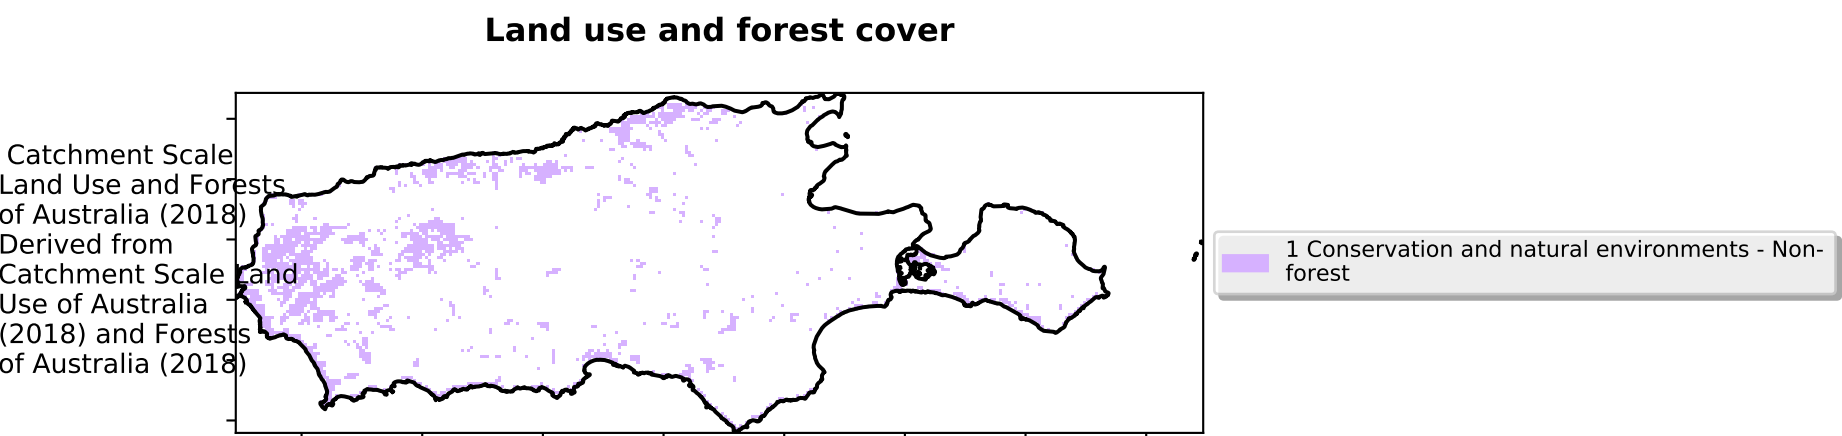 Land use and forest cover
Catchment Scale
Land Use and Forests
of Australia (2018)
Derived from
Catchment Scale Land
Use of Australia
(2018) and Forests
of Australia (2018)
1 Conservation and natural environments - Non-
forest